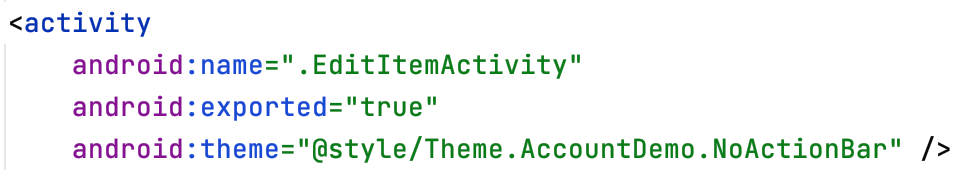 <activity
android:name=".EditItemActivity"
android:exported="true"
android:theme="@style/Theme.AccountDemo.NoActionBar" />